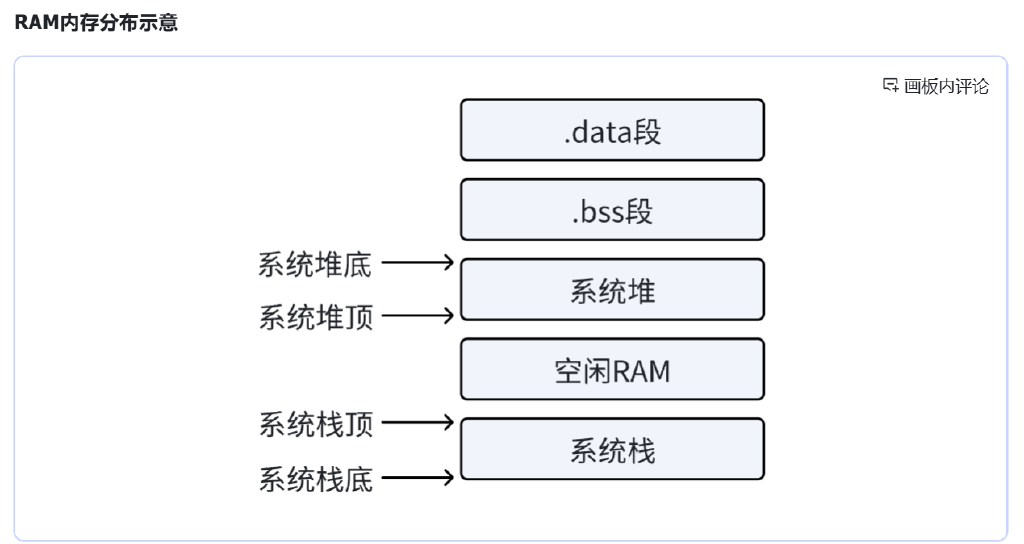 RAM内存分布示意
画板内评论
.data段
.bss段
系统堆底
系统堆
系统堆顶
空闲RAM
系统栈顶
系统栈
系统栈底